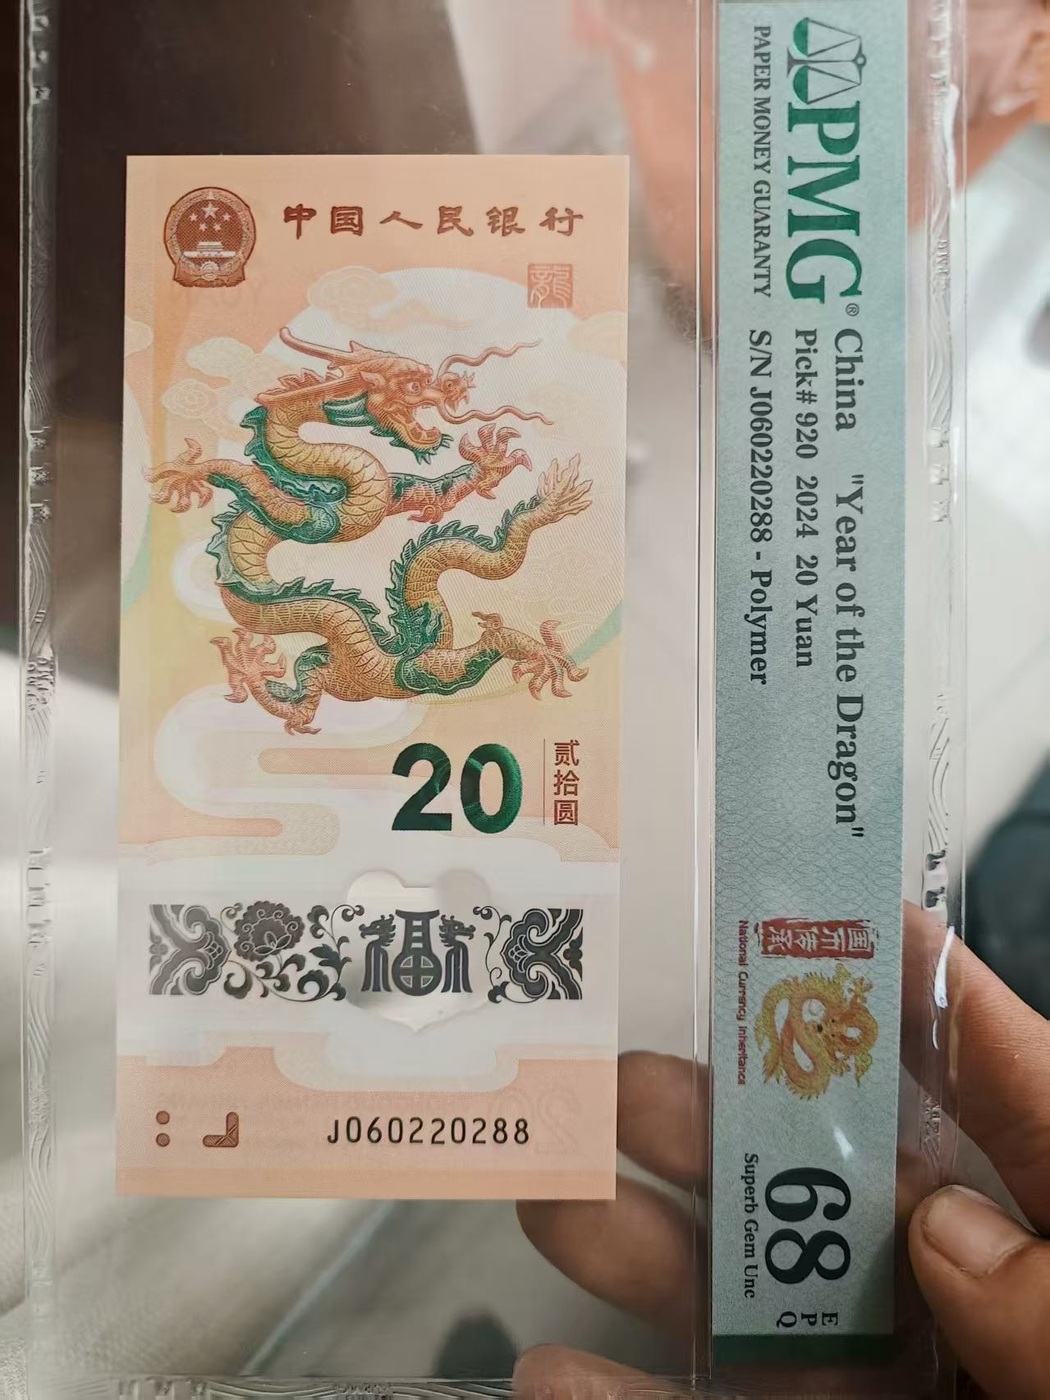 中国人民银行
龍
20
贰拾圆
福
J060220288
PMG®
PAPER MONEY GUARANTY
China "Year of the Dragon"
Pick# 920 2024 20 Yuan
S/N J060220288 - Polymer
National Currency Inheritance
68
EPQ
Superb Gem Unc